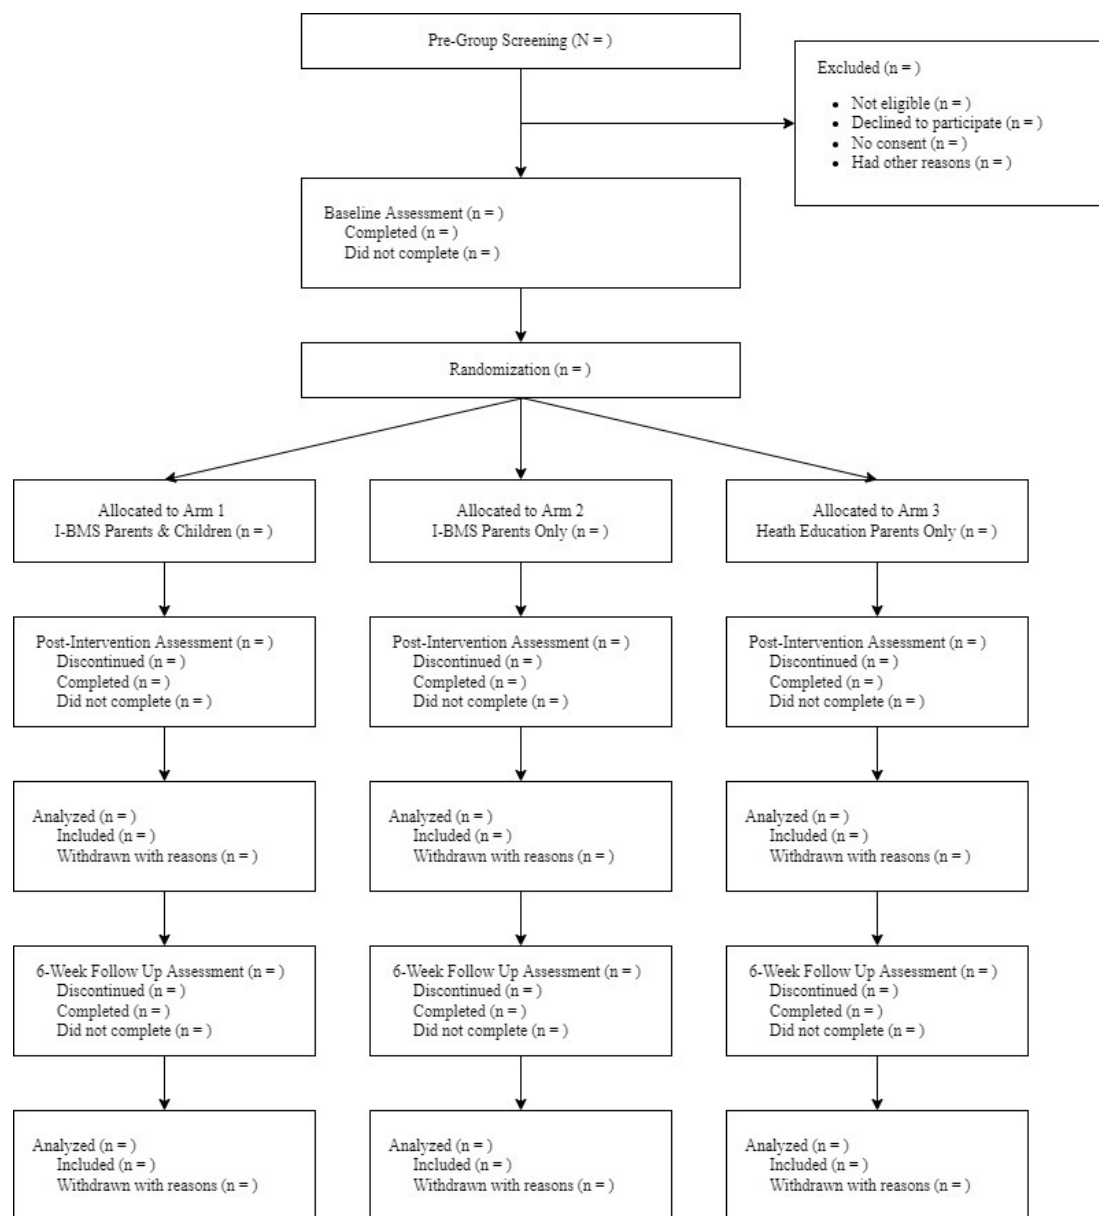 Pre-Group Screening (N = )
Excluded (n = )
• Not eligible (n = )
• Declined to participate (n = )
• No consent (n = )
• Had other reasons (n = )
Baseline Assessment (n = )
Completed (n = )
Did not complete (n = )
Randomization (n = )
Allocated to Arm 1
I-BMS Parents & Children (n = )
Allocated to Arm 2
I-BMS Parents Only (n = )
Allocated to Arm 3
Heath Education Parents Only (n = )
Post-Intervention Assessment (n = )
Discontinued (n = )
Completed (n = )
Did not complete (n = )
Post-Intervention Assessment (n = )
Discontinued (n = )
Completed (n = )
Did not complete (n = )
Post-Intervention Assessment (n = )
Discontinued (n = )
Completed (n = )
Did not complete (n = )
Analyzed (n = )
Included (n = )
Withdrawn with reasons (n = )
Analyzed (n = )
Included (n = )
Withdrawn with reasons (n = )
Analyzed (n = )
Included (n = )
Withdrawn with reasons (n = )
6-Week Follow Up Assessment (n = )
Discontinued (n = )
Completed (n = )
Did not complete (n = )
6-Week Follow Up Assessment (n = )
Discontinued (n = )
Completed (n = )
Did not complete (n = )
6-Week Follow Up Assessment (n = )
Discontinued (n = )
Completed (n = )
Did not complete (n = )
Analyzed (n = )
Included (n = )
Withdrawn with reasons (n = )
Analyzed (n = )
Included (n = )
Withdrawn with reasons (n = )
Analyzed (n = )
Included (n = )
Withdrawn with reasons (n = )